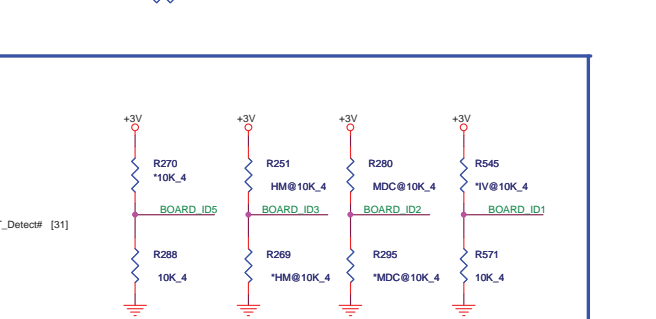 +3V +3V +3V +3V
R270 R251 R280 R545
*10K_4 HM@10K_4 MDC@10K_4 *IV@10K_4
BOARD_ID5 BOARD_ID3 BOARD_ID2 BOARD_ID1
_Detect# [31]
R288 R269 R295 R571
10K_4 *HM@10K_4 *MDC@10K_4 10K_4